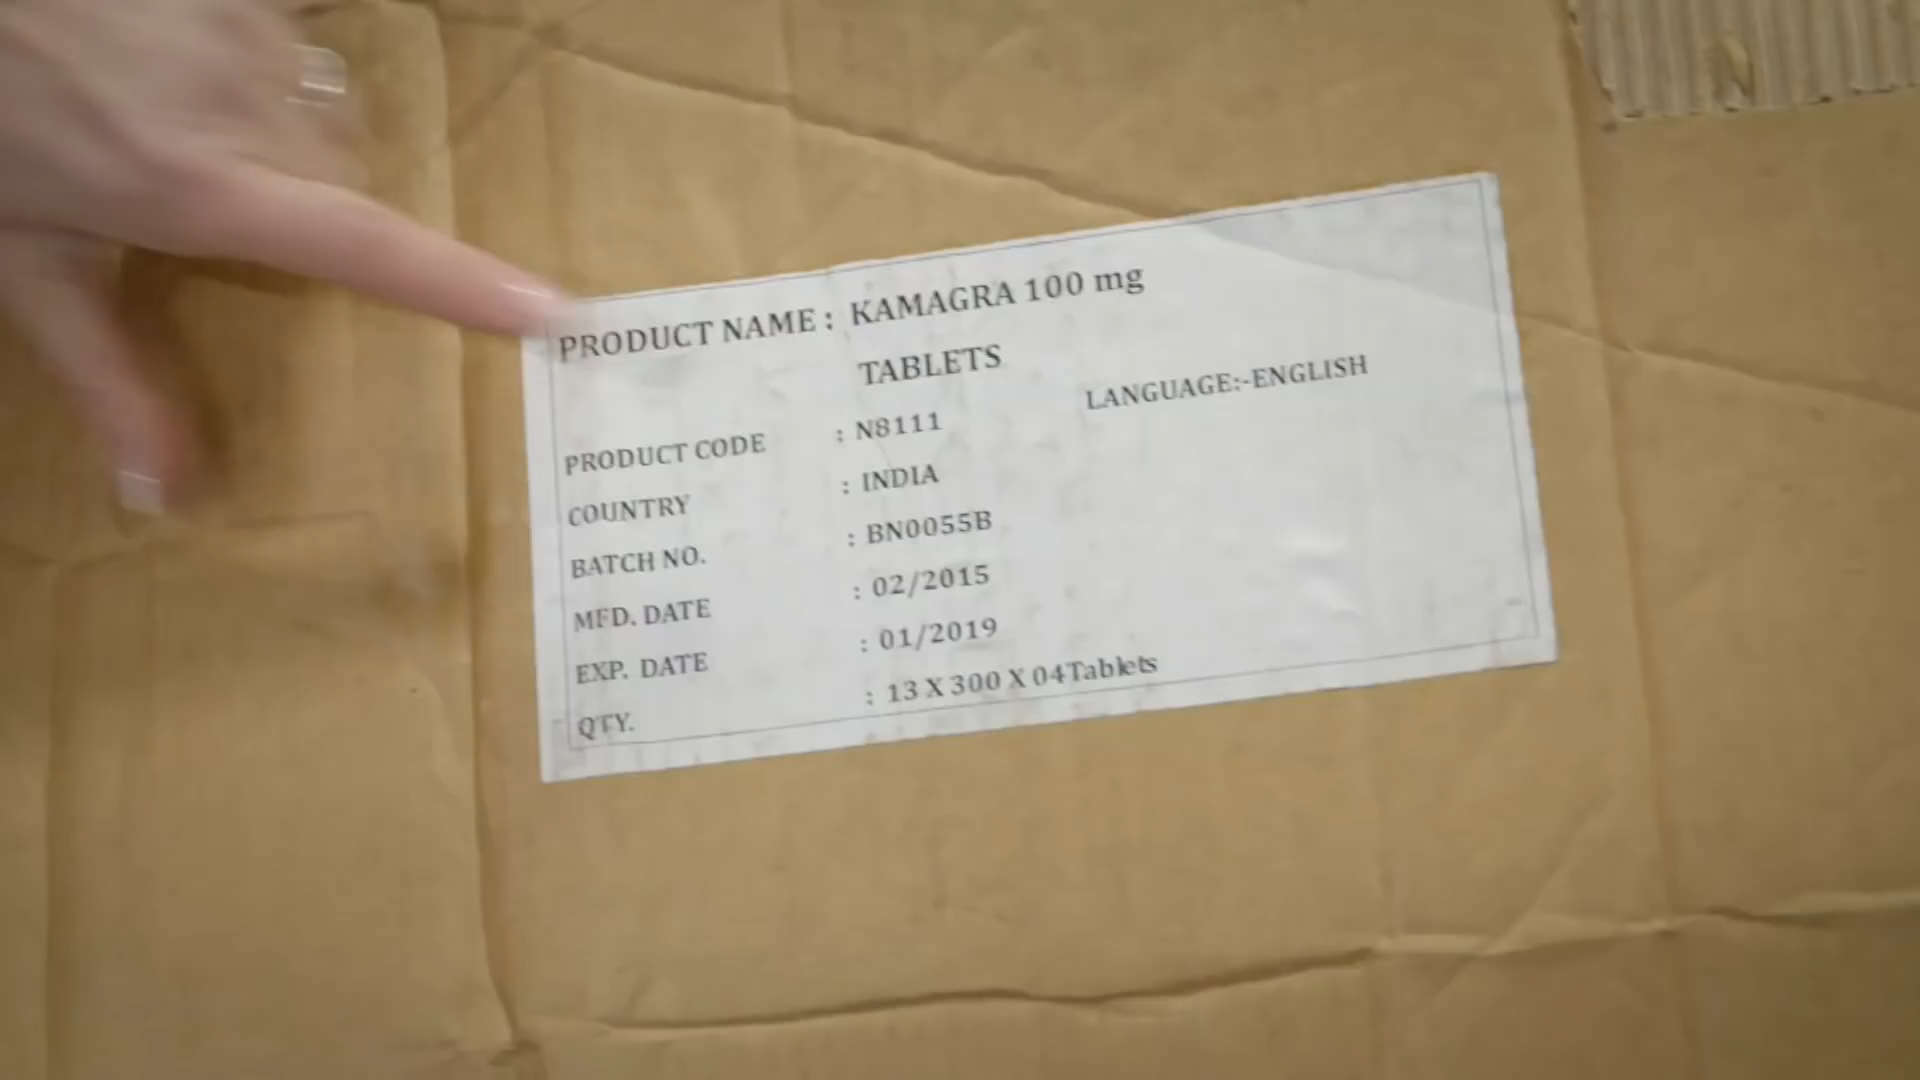 PRODUCT NAME : KAMAGRA 100 mg
TABLETS
PRODUCT CODE : N8111 LANGUAGE:-ENGLISH
COUNTRY : INDIA
BATCH NO. : BN0055B
MFD. DATE : 02/2015
EXP. DATE : 01/2019
QTY. : 13 X 300 X 04Tablets